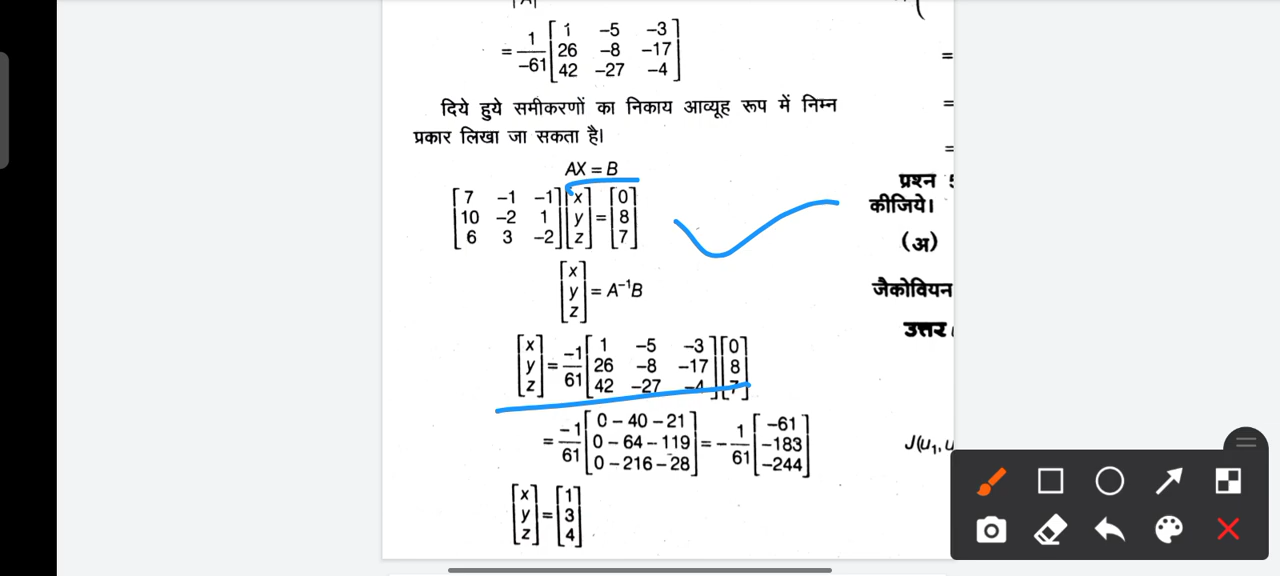 |A|
= 1/-61 [1 -5 -3
26 -8 -17
42 -27 -4]
दिये हुये समीकरणों का निकाय आव्यूह रूप में निम्न
प्रकार लिखा जा सकता है।
AX = B
[7 -1 -1
10 -2 1
6 3 -2] [x
y
z] = [0
8
7]
[x
y
z] = A⁻¹B
[x
y
z] = -1/61 [1 -5 -3
26 -8 -17
42 -27 -4] [0
8
7]
= -1/61 [0 – 40 – 21
0 – 64 – 119
0 – 216 – 28] = - 1/61 [-61
-183
-244]
[x
y
z] = [1
3
4]
=
=
=
प्रश्न 5
कीजिये।
(अ)
जैकोवियन
उत्तर
J(u₁, u